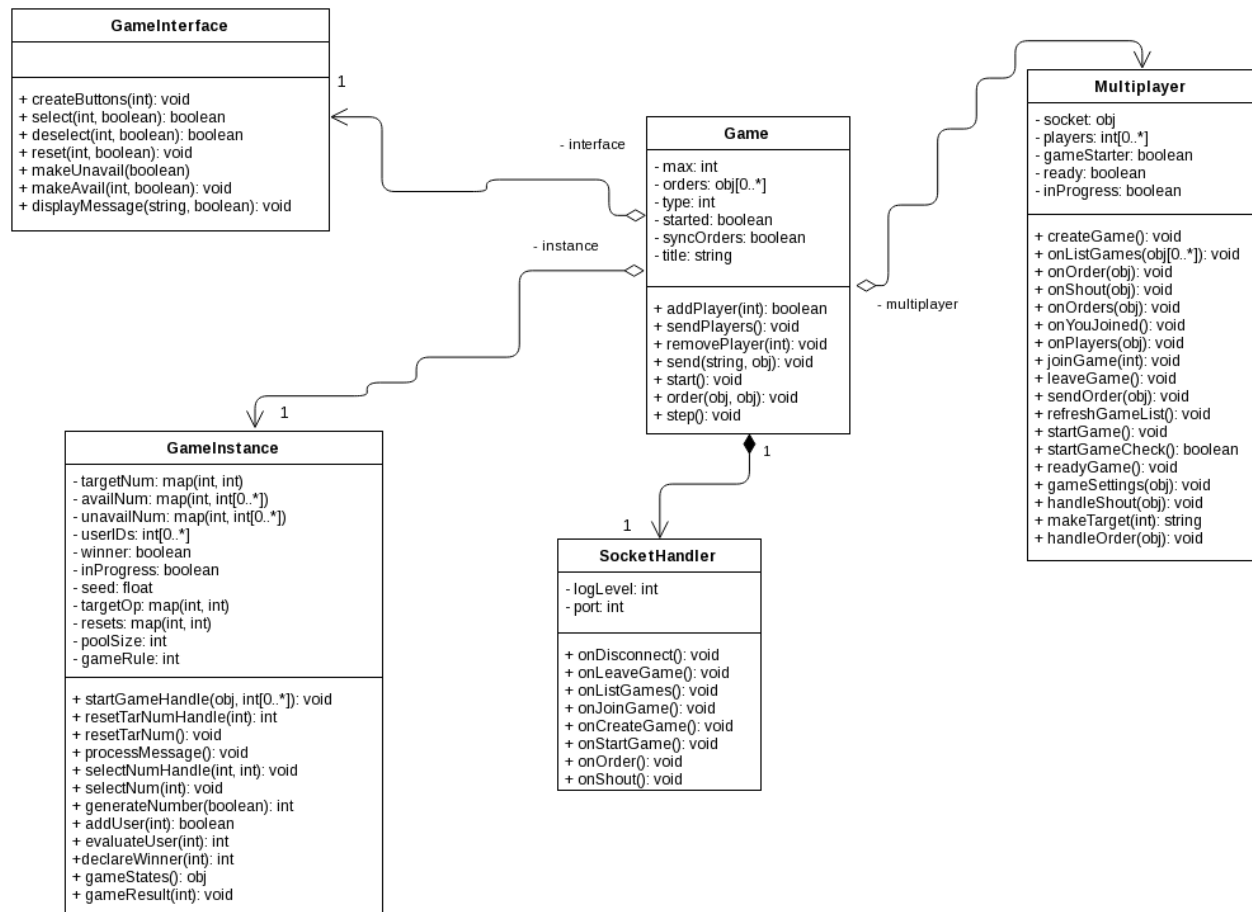 GameInterface
+ createButtons(int): void
+ select(int, boolean): boolean
+ deselect(int, boolean): boolean
+ reset(int, boolean): void
+ makeUnavail(boolean)
+ makeAvail(int, boolean): void
+ displayMessage(string, boolean): void
1
- interface
- instance
1
Game
- max: int
- orders: obj[0..*]
- type: int
- started: boolean
- syncOrders: boolean
- title: string
+ addPlayer(int): boolean
+ sendPlayers(): void
+ removePlayer(int): void
+ send(string, obj): void
+ start(): void
+ order(obj, obj): void
+ step(): void
1
- multiplayer
Multiplayer
- socket: obj
- players: int[0..*]
- gameStarter: boolean
- ready: boolean
- inProgress: boolean
+ createGame(): void
+ onListGames(obj[0..*]): void
+ onOrder(obj): void
+ onShout(obj): void
+ onOrders(obj): void
+ onYouJoined(): void
+ onPlayers(obj): void
+ joinGame(int): void
+ leaveGame(): void
+ sendOrder(obj): void
+ refreshGameList(): void
+ startGame(): void
+ startGameCheck(): boolean
+ readyGame(): void
+ gameSettings(obj): void
+ handleShout(obj): void
+ makeTarget(int): string
+ handleOrder(obj): void
GameInstance
- targetNum: map(int, int)
- availNum: map(int, int[0..*])
- unavailNum: map(int, int[0..*])
- userIDs: int[0..*]
- winner: boolean
- inProgress: boolean
- seed: float
- targetOp: map(int, int)
- resets: map(int, int)
- poolSize: int
- gameRule: int
+ startGameHandle(obj, int[0..*]): void
+ resetTarNumHandle(int): int
+ resetTarNum(): void
+ processMessage(): void
+ selectNumHandle(int, int): void
+ selectNum(int): void
+ generateNumber(boolean): int
+ addUser(int): boolean
+ evaluateUser(int): int
+declareWinner(int): int
+ gameStates(): obj
+ gameResult(int): void
1
SocketHandler
- logLevel: int
- port: int
+ onDisconnect(): void
+ onLeaveGame(): void
+ onListGames(): void
+ onJoinGame(): void
+ onCreateGame(): void
+ onStartGame(): void
+ onOrder(): void
+ onShout(): void